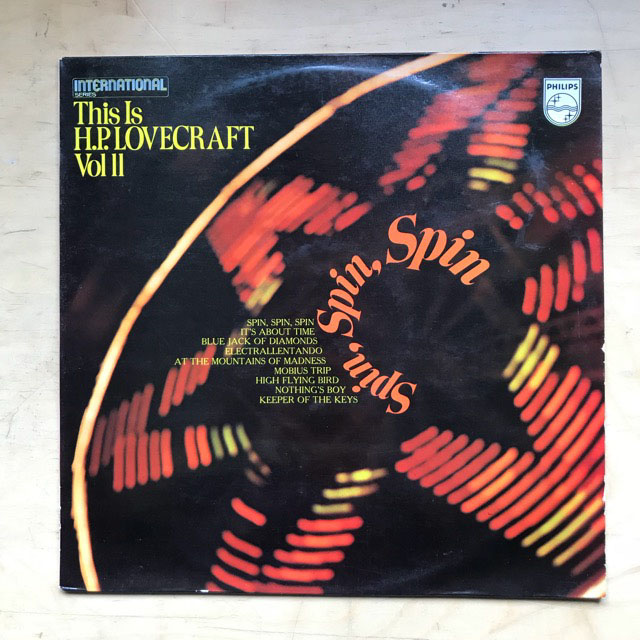 INTERNATIONAL
SERIES
This Is
H.P. LOVECRAFT
Vol II
PHILIPS
Spin, Spin, Spin
SPIN, SPIN, SPIN
IT'S ABOUT TIME
BLUE JACK OF DIAMONDS
ELECTRALLENTANDO
AT THE MOUNTAINS OF MADNESS
MOBIUS TRIP
HIGH FLYING BIRD
NOTHING'S BOY
KEEPER OF THE KEYS